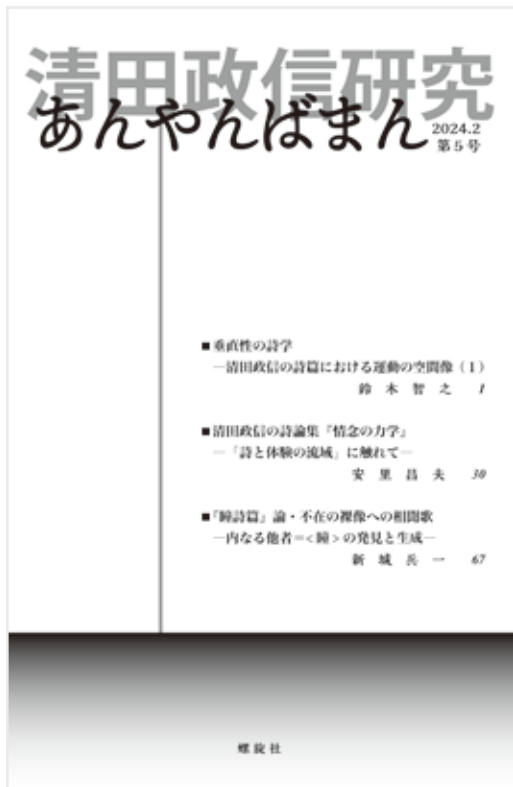 清田政信研究
あんやんばまん
2024.2
第5号
■垂直性の詩学
―清田政信の詩篇における運動の空間像(1)
鈴木智之 1
■清田政信の詩論集『情念の力学』
―「詩と体験の流域」に触れて―
安里昌夫 30
■『瞳詩篇』論・不在の裸像への相聞歌
―内なる他者=<瞳>の発見と生成―
新城兵一 67
螺旋社